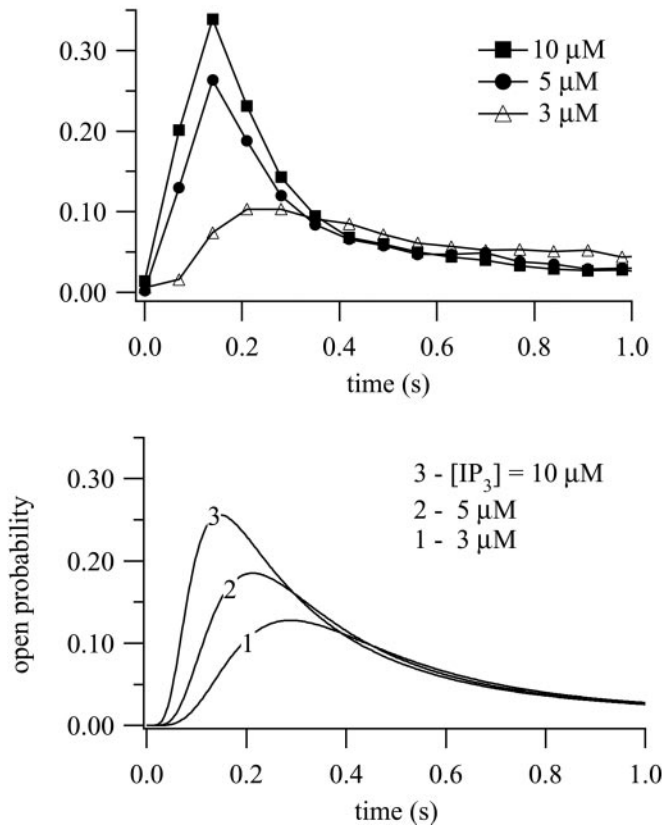 0.30
0.20
0.10
0.00
10 μM
5 μM
3 μM
0.0 0.2 0.4 0.6 0.8 1.0
time (s)
open probability
0.30
0.20
0.10
0.00
3 - [IP₃] = 10 μM
2 - 5 μM
1 - 3 μM
3
2
1
0.0 0.2 0.4 0.6 0.8 1.0
time (s)